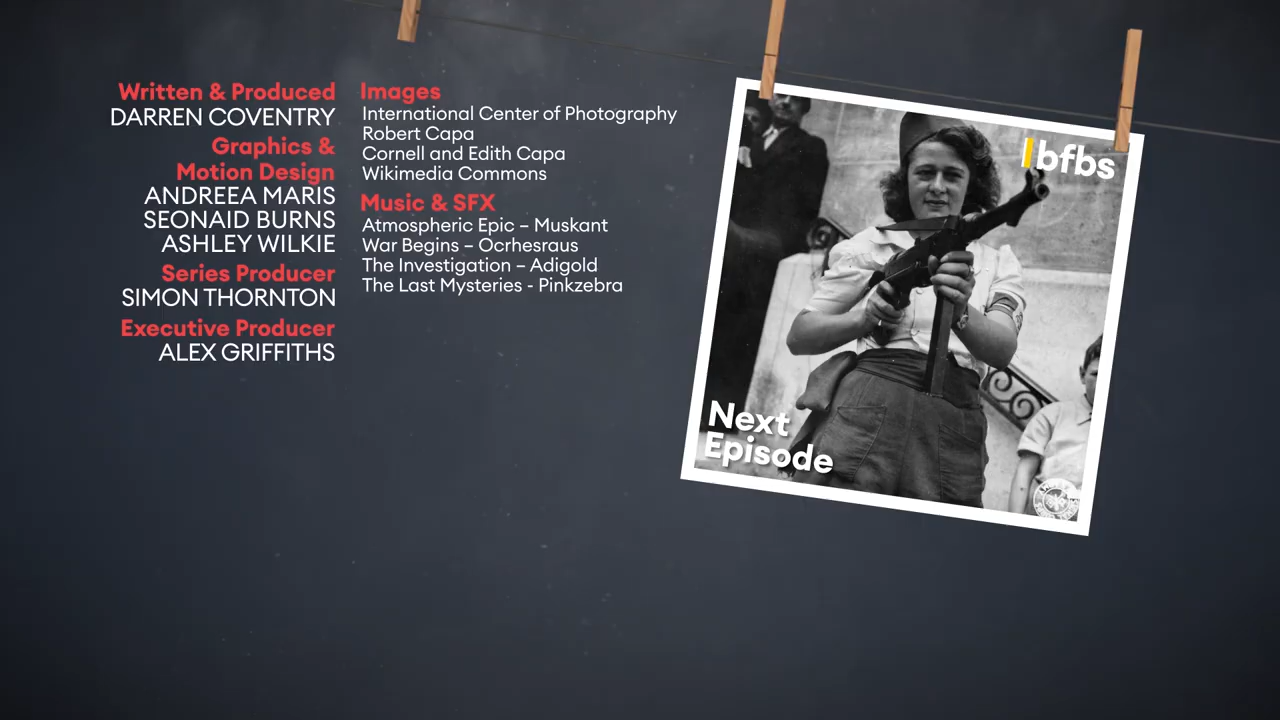 Written & Produced
DARREN COVENTRY
Graphics &
Motion Design
ANDREEA MARIS
SEONAID BURNS
ASHLEY WILKIE
Series Producer
SIMON THORNTON
Executive Producer
ALEX GRIFFITHS
Images
International Center of Photography
Robert Capa
Cornell and Edith Capa
Wikimedia Commons
Music & SFX
Atmospheric Epic – Muskant
War Begins – Ocrhesraus
The Investigation – Adigold
The Last Mysteries - Pinkzebra
bfbs
Next
Episode